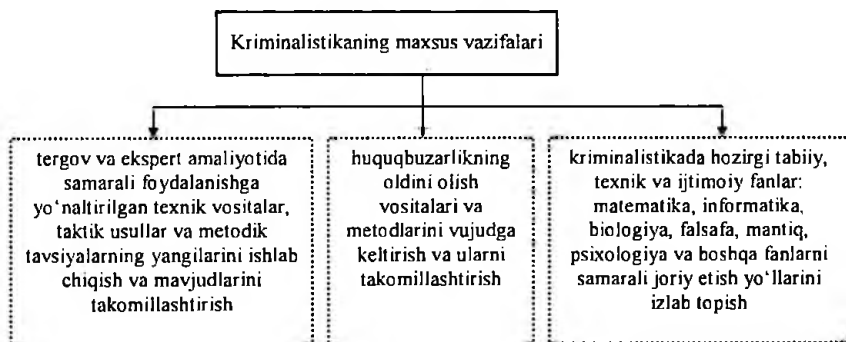 Kriminalistikaning maxsus vazifalari
tergov va ekspert amaliyotida
samarali foydalanishga
yo‘naltirilgan texnik vositalar,
taktik usullar va metodik
tavsiyalarning yangilarini ishlab
chiqish va mavjudlarini
takomillashtirish
huquqbuzarlikning
oldini olish
vositalari va
metodlarini vujudga
keltirish va ularni
takomillashtirish
kriminalistikada hozirgi tabiiy,
texnik va ijtimoiy fanlar:
matematika, informatika,
biologiya, falsafa, mantiq,
psixologiya va boshqa fanlarni
samarali joriy etish yo‘llarini
izlab topish